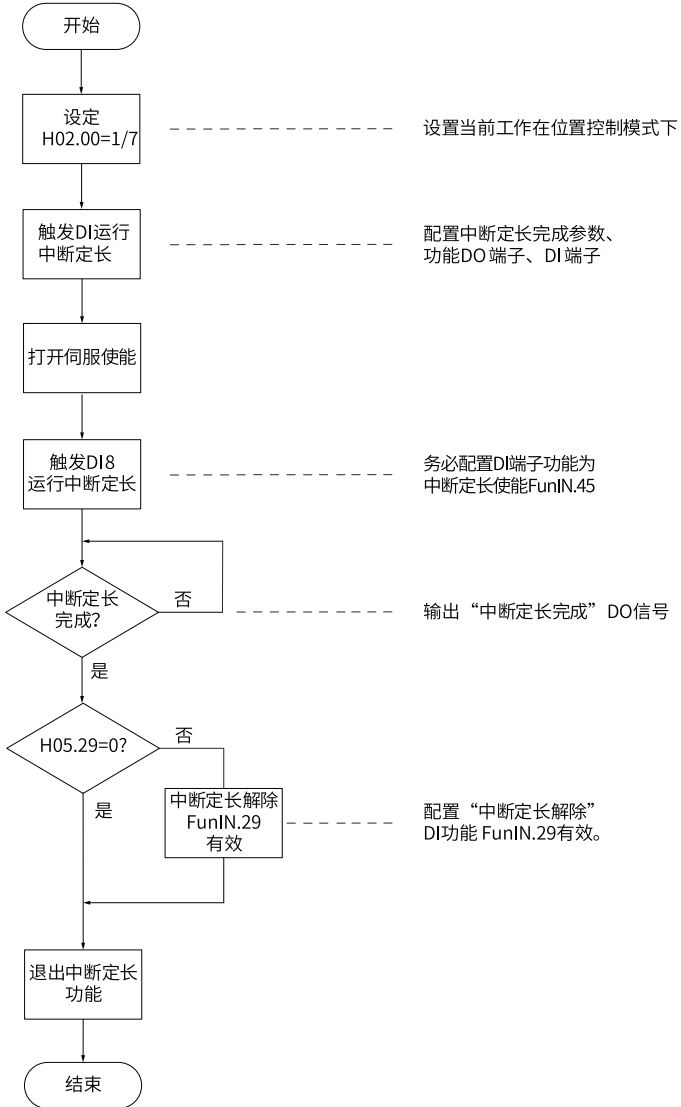 开始
设定
H02.00=1/7
设置当前工作在位置控制模式下
触发DI运行
中断定长
配置中断定长完成参数、
功能DO端子、DI端子
打开伺服使能
触发DI8
运行中断定长
务必配置DI端子功能为
中断定长使能FunIN.45
中断定长
完成?
否
输出“中断定长完成”DO信号
是
H05.29=0?
否
是
中断定长解除
FunIN.29
有效
配置“中断定长解除”
DI功能 FunIN.29有效。
退出中断定长
功能
结束